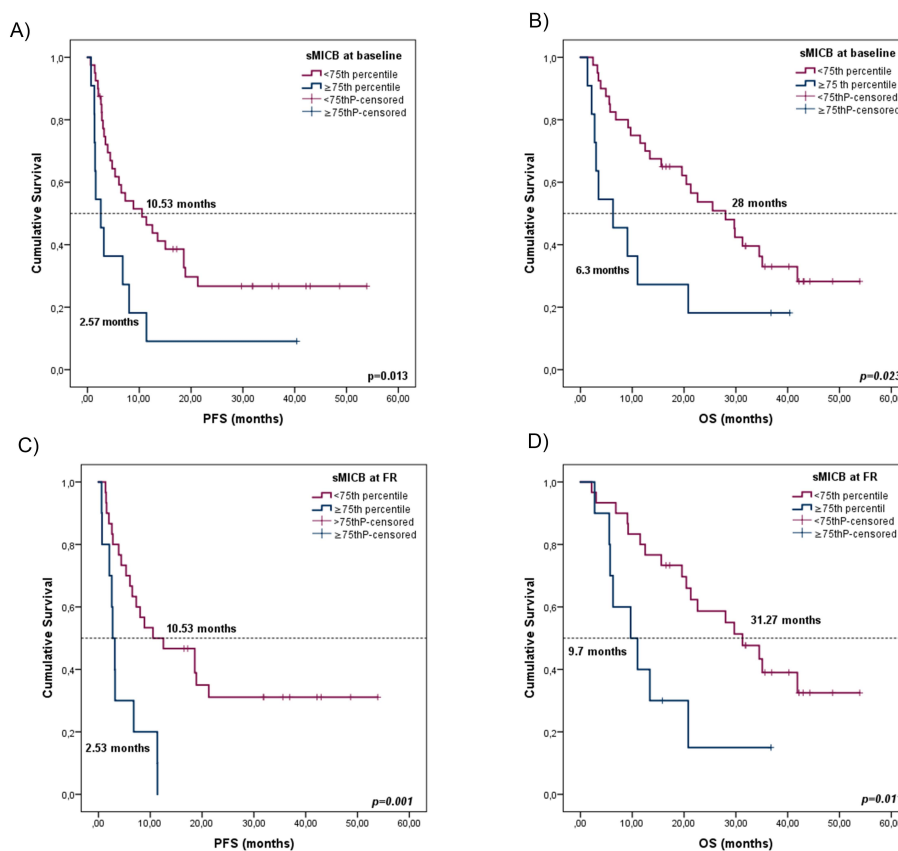 A)
sMICB at baseline
<75th percentile
≥75th percentile
<75thP-censored
≥75thP-censored
1,0
0,8
0,6
0,4
0,2
0,0
Cumulative Survival
10.53 months
2.57 months
p=0.013
,00
10,00
20,00
30,00
40,00
50,00
60,00
PFS (months)
B)
sMICB at baseline
<75th percentile
≥75 th percentile
<75thP-censored
≥75thP-censored
1,0
0,8
0,6
0,4
0,2
0,0
Cumulative Survival
28 months
6.3 months
p=0.023
,00
10,00
20,00
30,00
40,00
50,00
60,00
OS (months)
C)
sMICB at FR
<75th percentile
≥75th percentile
>75thP-censored
≥75thP-censored
1,0
0,8
0,6
0,4
0,2
0,0
Cumulative Survival
10.53 months
2.53 months
p=0.001
,00
10,00
20,00
30,00
40,00
50,00
60,00
PFS (months)
D)
sMICB at FR
<75th percentile
≥75th percentile
<75thP-censored
≥75thP-censored
1,0
0,8
0,6
0,4
0,2
0,0
Cumulative Survival
31.27 months
9.7 months
p=0.01
,00
10,00
20,00
30,00
40,00
50,00
60,00
OS (months)